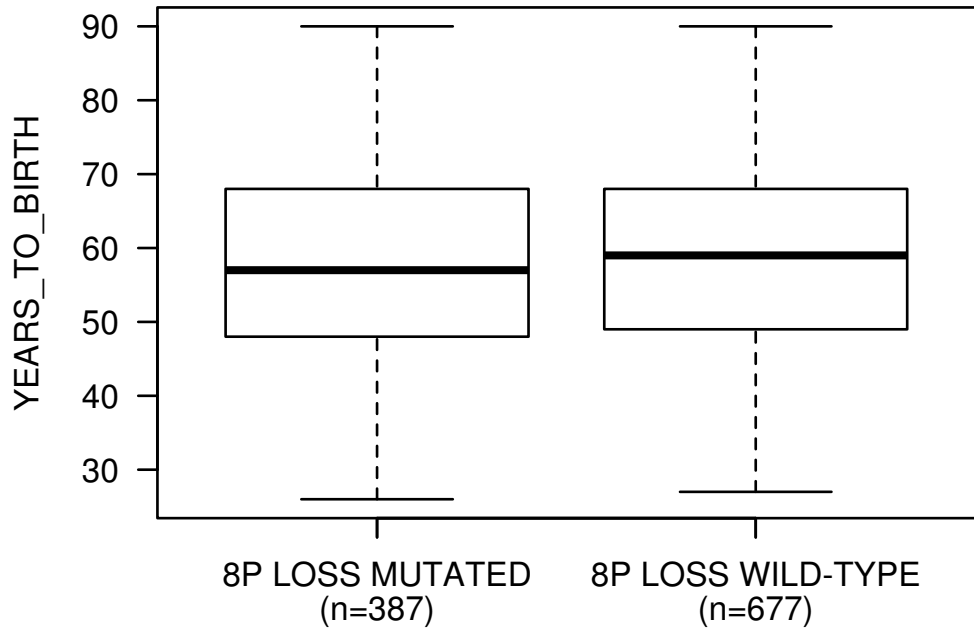 YEARS_TO_BIRTH
90
80
70
60
50
40
30
8P LOSS MUTATED
(n=387)
8P LOSS WILD-TYPE
(n=677)